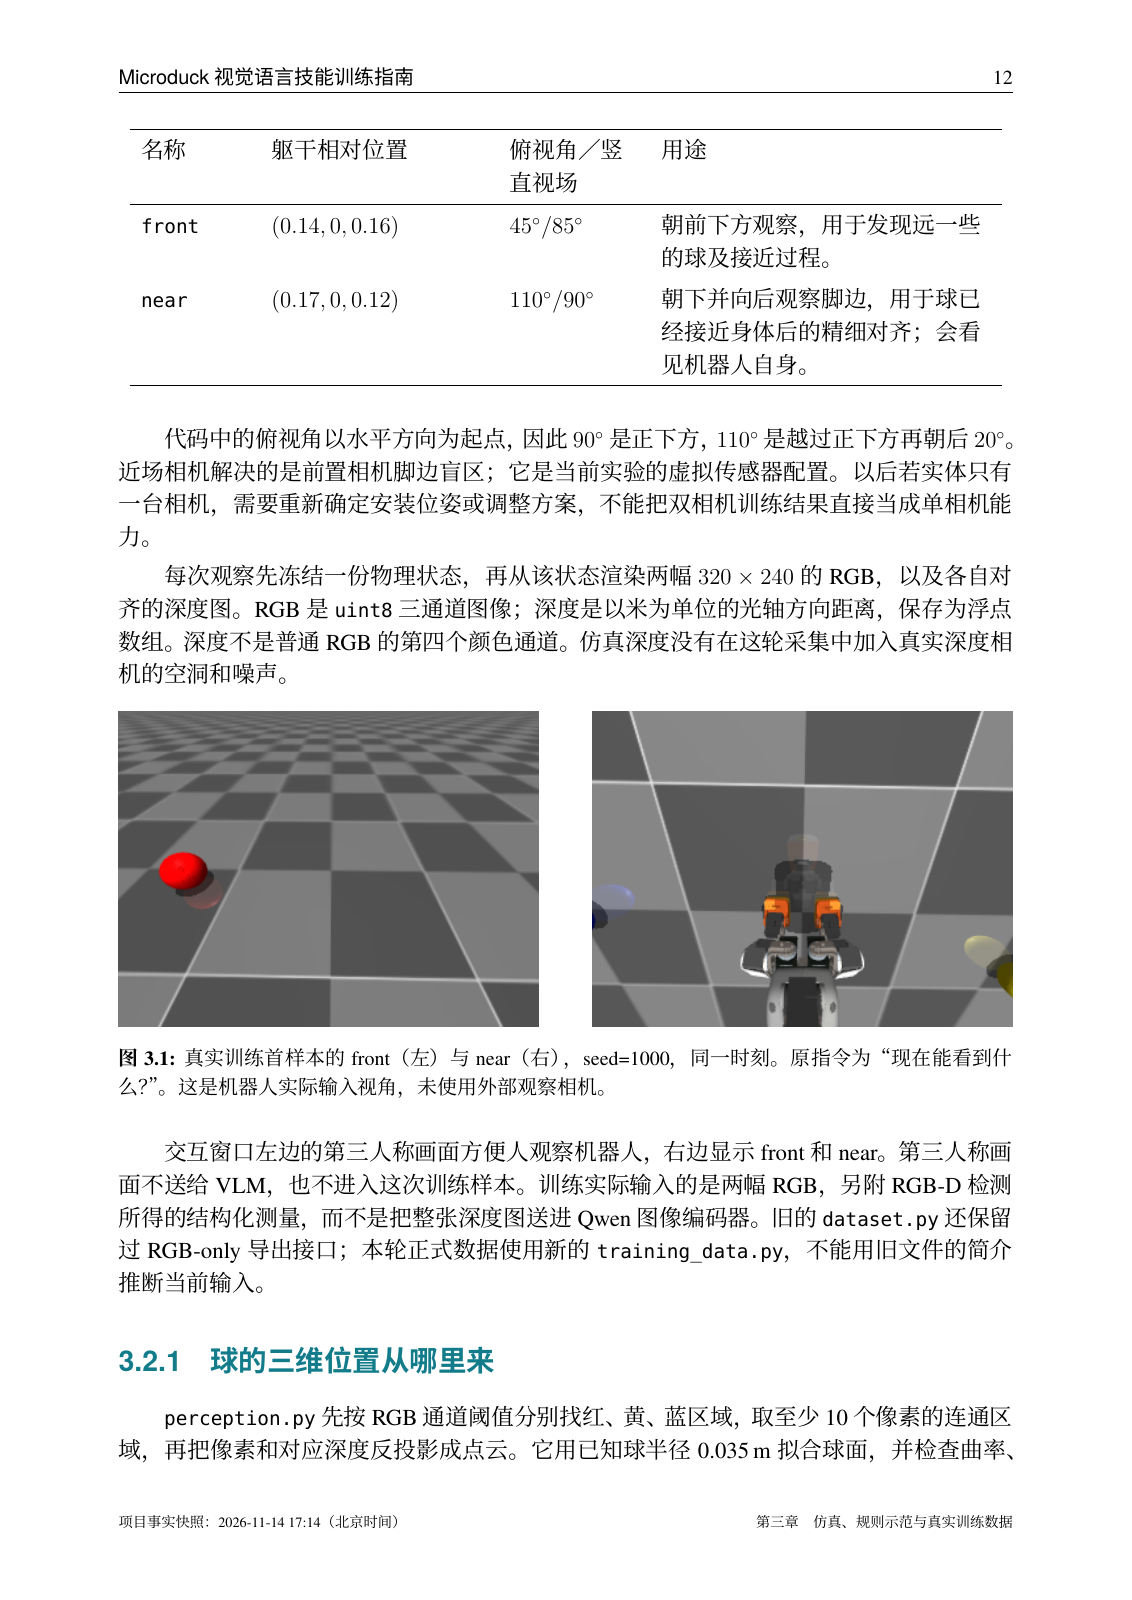 Microduck 视觉语言技能训练指南 12
名称 躯干相对位置 俯视角／竖直视场 用途
front (0.14, 0, 0.16) 45°/85° 朝前下方观察，用于发现远一些
的球及接近过程。
near (0.17, 0, 0.12) 110°/90° 朝下并向后观察脚边，用于球已
经接近身体后的精细对齐；会看
见机器人自身。
代码中的俯视角以水平方向为起点，因此 90° 是正下方，110° 是越过正下方再朝后 20°。
近场相机解决的是前置相机脚边盲区；它是当前实验的虚拟传感器配置。以后若实体只有
一台相机，需要重新确定安装位姿或调整方案，不能把双相机训练结果直接当成单相机能
力。
每次观察先冻结一份物理状态，再从该状态渲染两幅 320 × 240 的 RGB，以及各自对
齐的深度图。RGB 是 uint8 三通道图像；深度是以米为单位的光轴方向距离，保存为浮点
数组。深度不是普通 RGB 的第四个颜色通道。仿真深度没有在这轮采集中加入真实深度相
机的空洞和噪声。
图 3.1: 真实训练首样本的 front（左）与 near（右），seed=1000，同一时刻。原指令为“现在能看到什
么?”。这是机器人实际输入视角，未使用外部观察相机。
交互窗口左边的第三人称画面方便人观察机器人，右边显示 front 和 near。第三人称画
面不送给 VLM，也不进入这次训练样本。训练实际输入的是两幅 RGB，另附 RGB-D 检测
所得的结构化测量，而不是把整张深度图送进 Qwen 图像编码器。旧的 dataset.py 还保留
过 RGB-only 导出接口；本轮正式数据使用新的 training_data.py，不能用旧文件的简介
推断当前输入。
3.2.1 球的三维位置从哪里来
perception.py 先按 RGB 通道阈值分别找红、黄、蓝区域，取至少 10 个像素的连通区
域，再把像素和对应深度反投影成点云。它用已知球半径 0.035 m 拟合球面，并检查曲率、
项目事实快照：2026-11-14 17:14（北京时间） 第三章 仿真、规则示范与真实训练数据